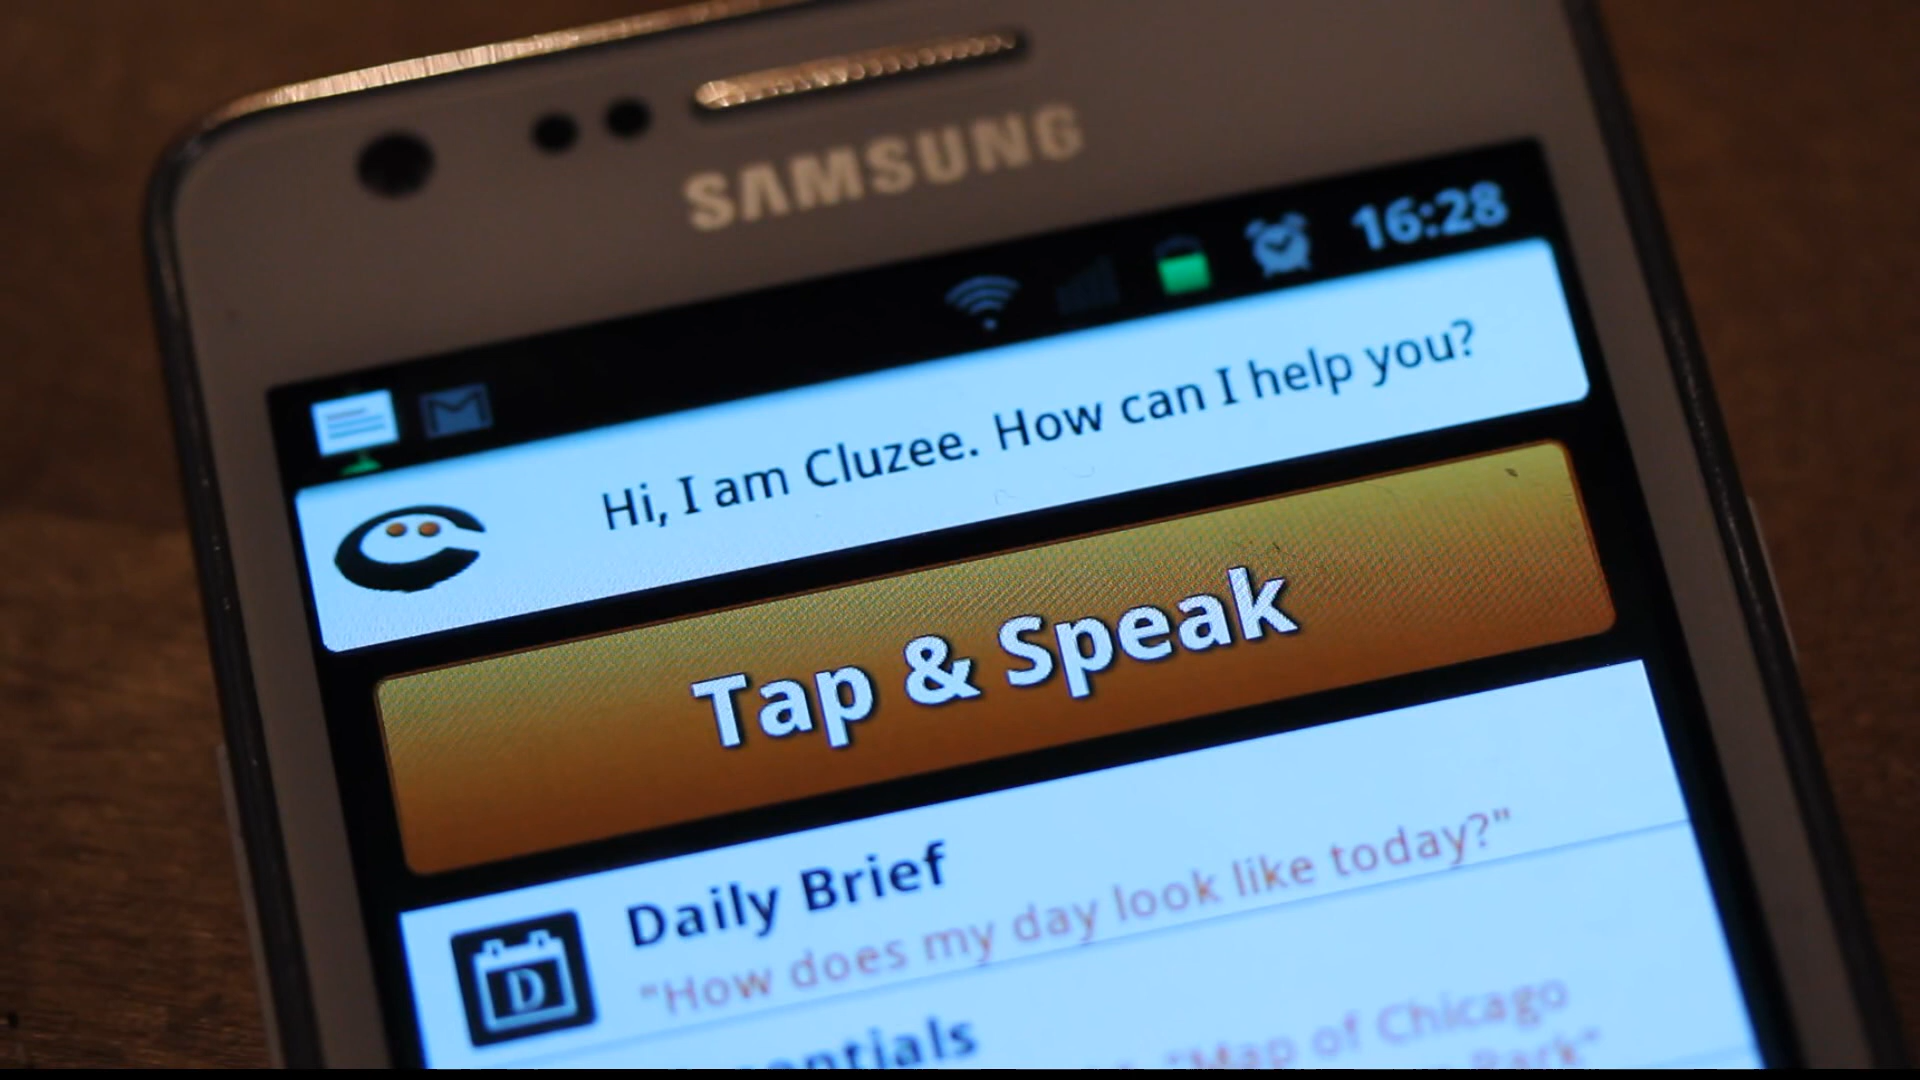 SAMSUNG
16:28
Hi, I am Cluzee. How can I help you?
Tap & Speak
D
Daily Brief
"How does my day look like today?"
"Map of Chicago
Park"